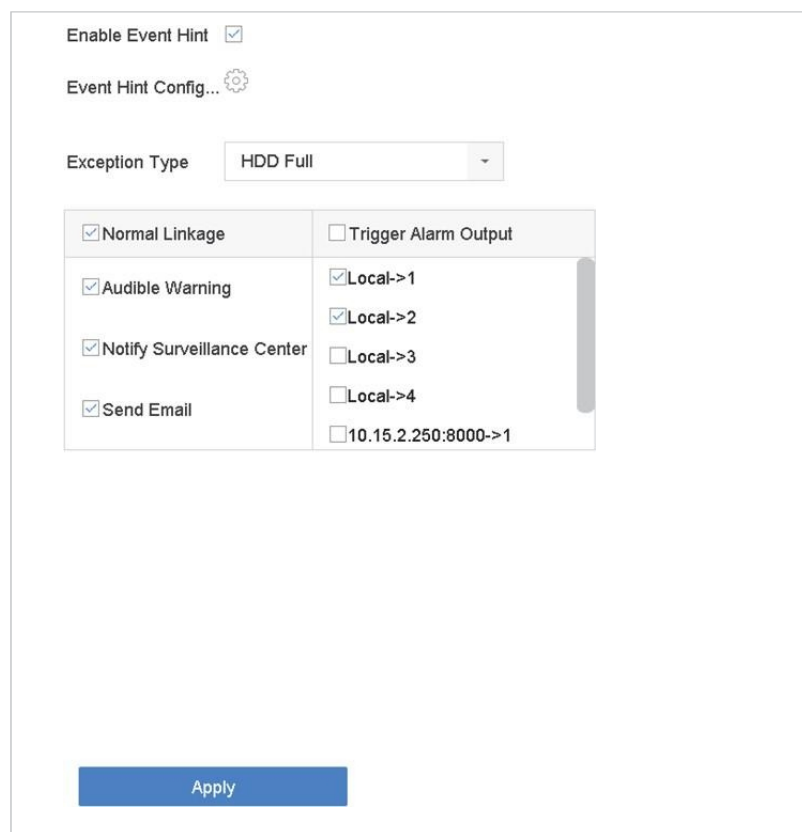 Enable Event Hint
Event Hint Config...
Exception Type HDD Full
Normal Linkage Trigger Alarm Output
Audible Warning
Notify Surveillance Center
Send Email
Local->1
Local->2
Local->3
Local->4
10.15.2.250:8000->1
Apply